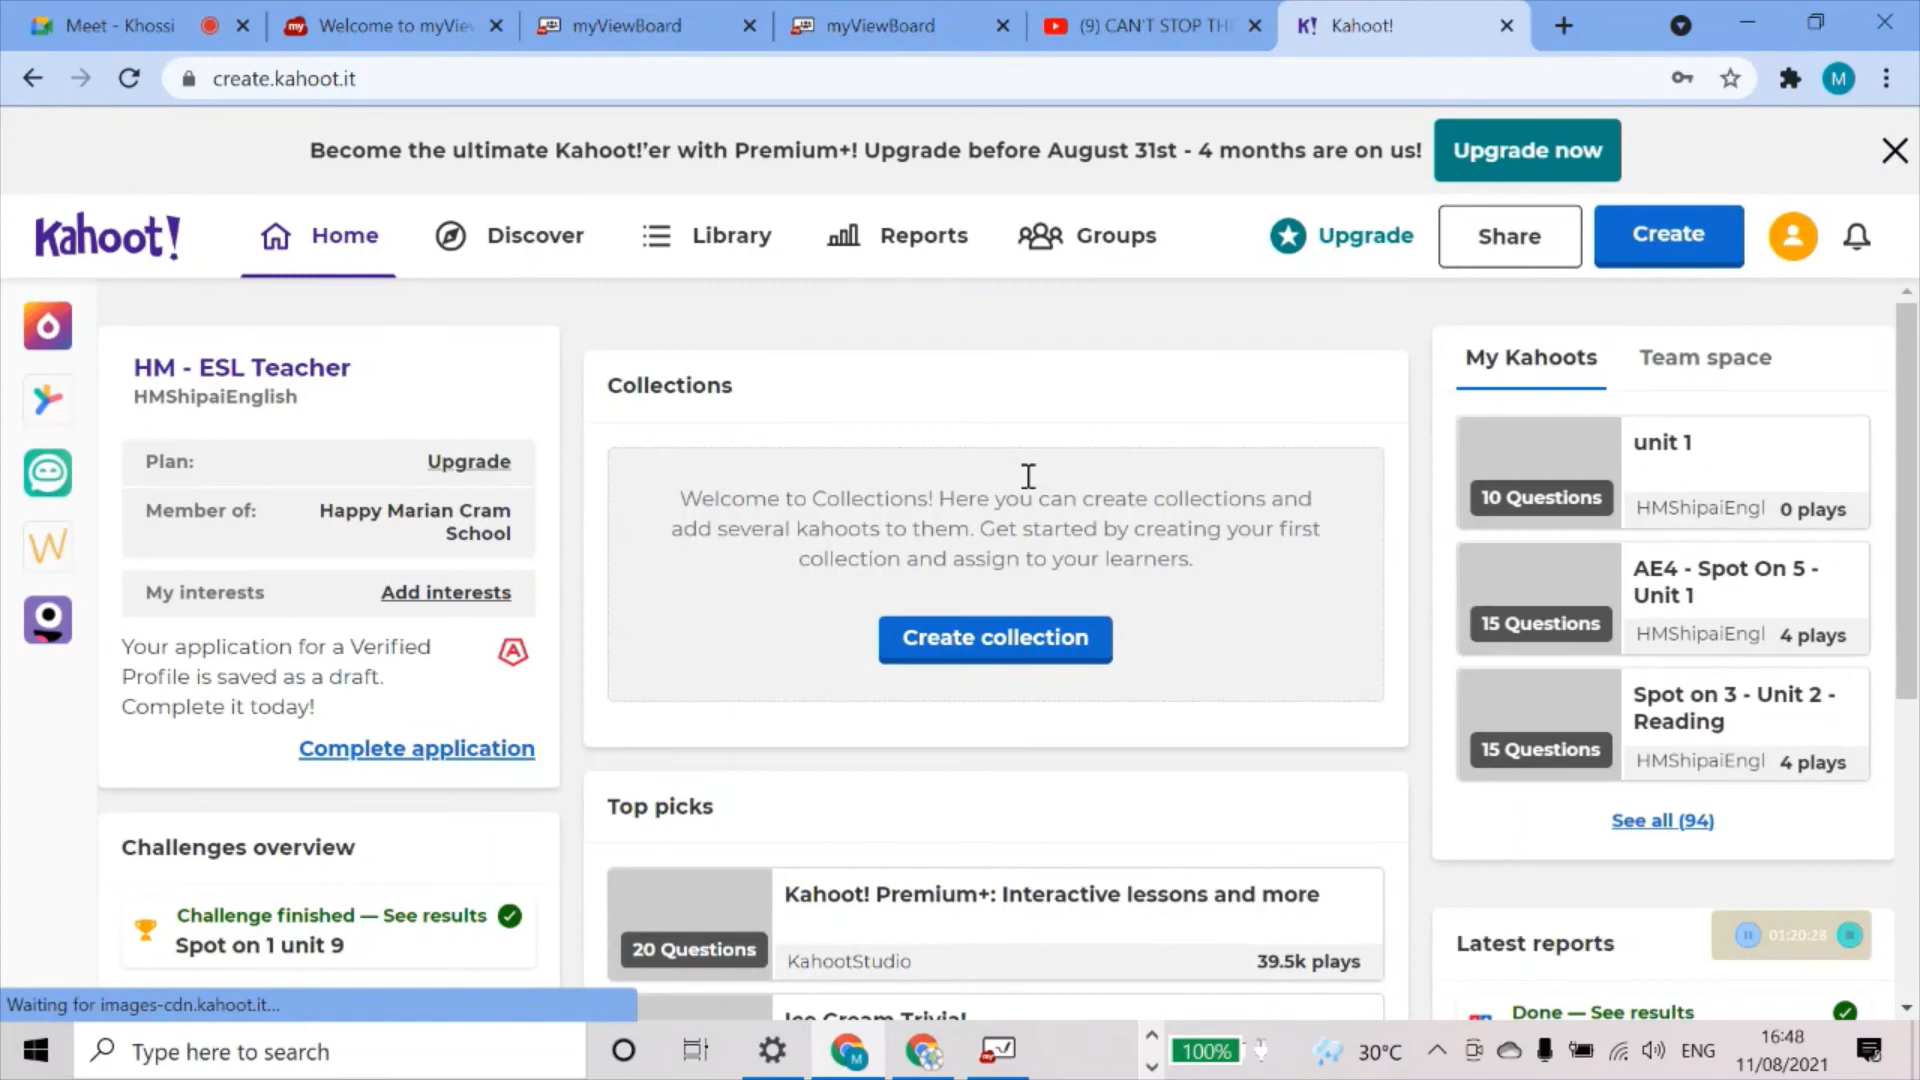 Meet - Khossi
Welcome to myVie
myViewBoard
myViewBoard
(9) CAN'T STOP TH
K! Kahoot!
create.kahoot.it
M
Become the ultimate Kahoot!'er with Premium+! Upgrade before August 31st - 4 months are on us!
Upgrade now
Kahoot!
Home
Discover
Library
Reports
Groups
Upgrade
Share
Create
HM - ESL Teacher
HMShipaiEnglish
Plan:
Upgrade
Member of:
Happy Marian Cram
School
My interests
Add interests
Your application for a Verified
Profile is saved as a draft.
Complete it today!
Complete application
Challenges overview
Challenge finished — See results
Spot on 1 unit 9
Collections
Welcome to Collections! Here you can create collections and
add several kahoots to them. Get started by creating your first
collection and assign to your learners.
Create collection
Top picks
Kahoot! Premium+: Interactive lessons and more
20 Questions
KahootStudio
39.5k plays
Ice Cream Trivia!
My Kahoots
Team space
unit 1
10 Questions
HMShipaiEngl
0 plays
AE4 - Spot On 5 -
Unit 1
15 Questions
HMShipaiEngl
4 plays
Spot on 3 - Unit 2 -
Reading
15 Questions
HMShipaiEngl
4 plays
See all (94)
Latest reports
01:20:28
Done — See results
Waiting for images-cdn.kahoot.it...
Type here to search
M
my
100%
30°C
ENG
16:48
11/08/2021